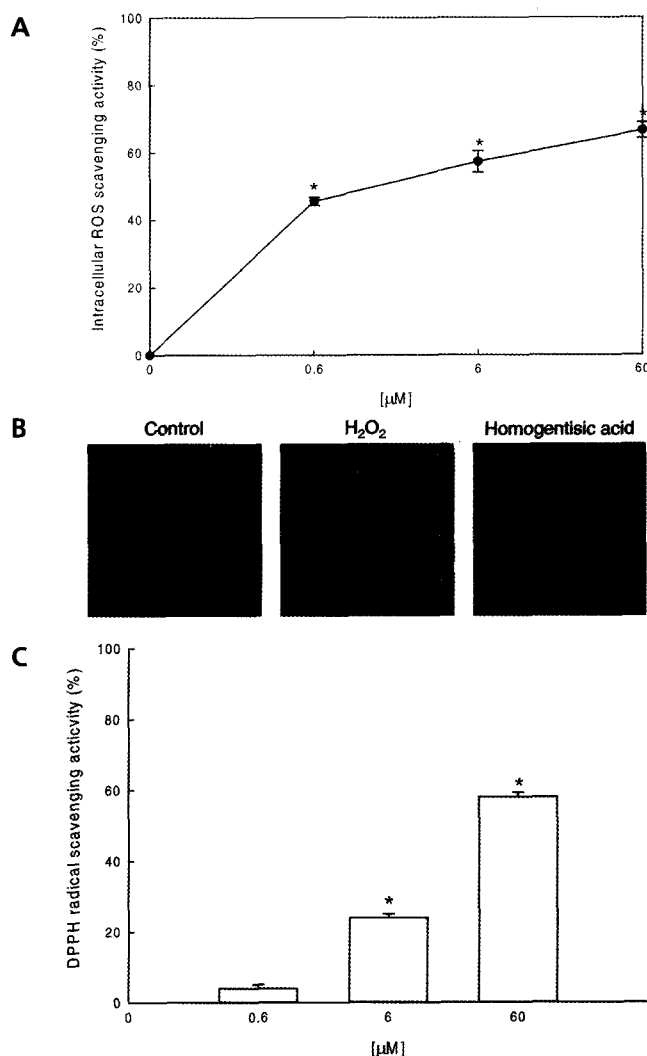 A
Intracellular ROS scavenging activity (%)
100
80
60
40
20
0
*
*
*
0
0.6
6
60
[µM]
B
Control
H₂O₂
Homogentisic acid
C
DPPH radical scavenging acticvity (%)
100
80
60
40
20
0
*
*
0
0.6
6
60
[µM]